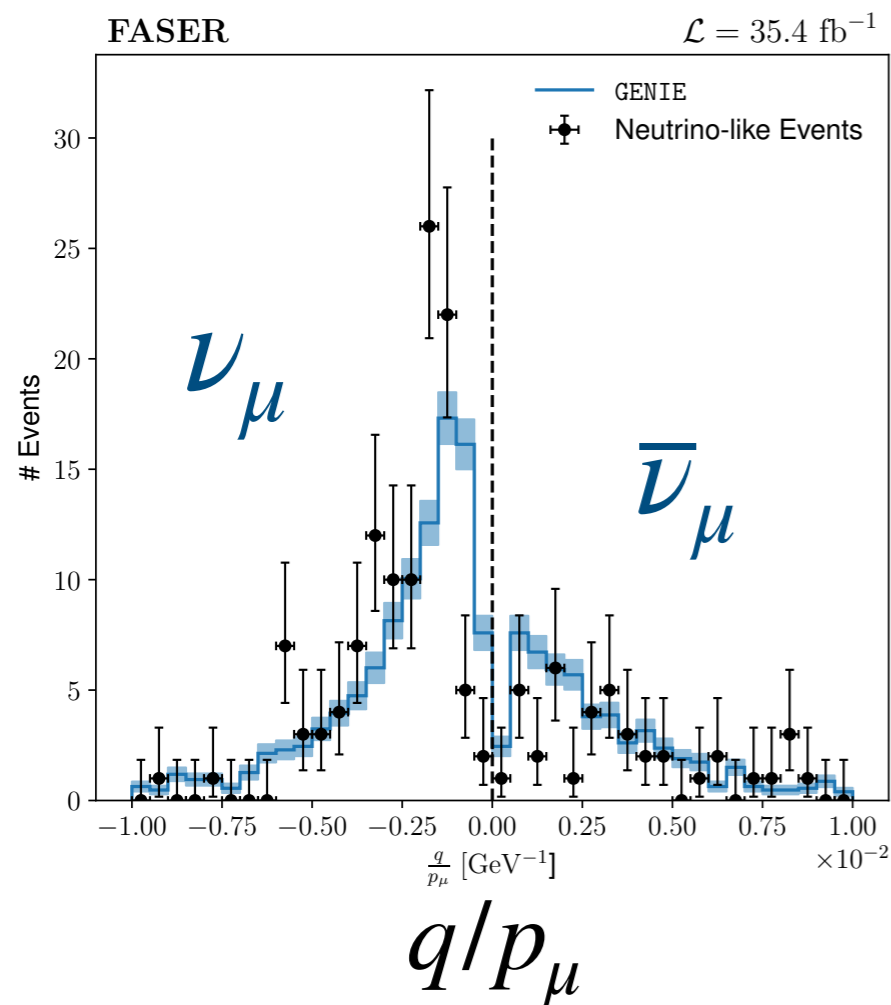 FASER
ℒ = 35.4 fb⁻¹
GENIE
Neutrino-like Events
30
25
20
15
10
5
0
# Events
ν_μ
ν̅_μ
−1.00 −0.75 −0.50 −0.25 0.00 0.25 0.50 0.75 1.00
×10⁻²
q/p_μ [GeV⁻¹]
q/p_μ